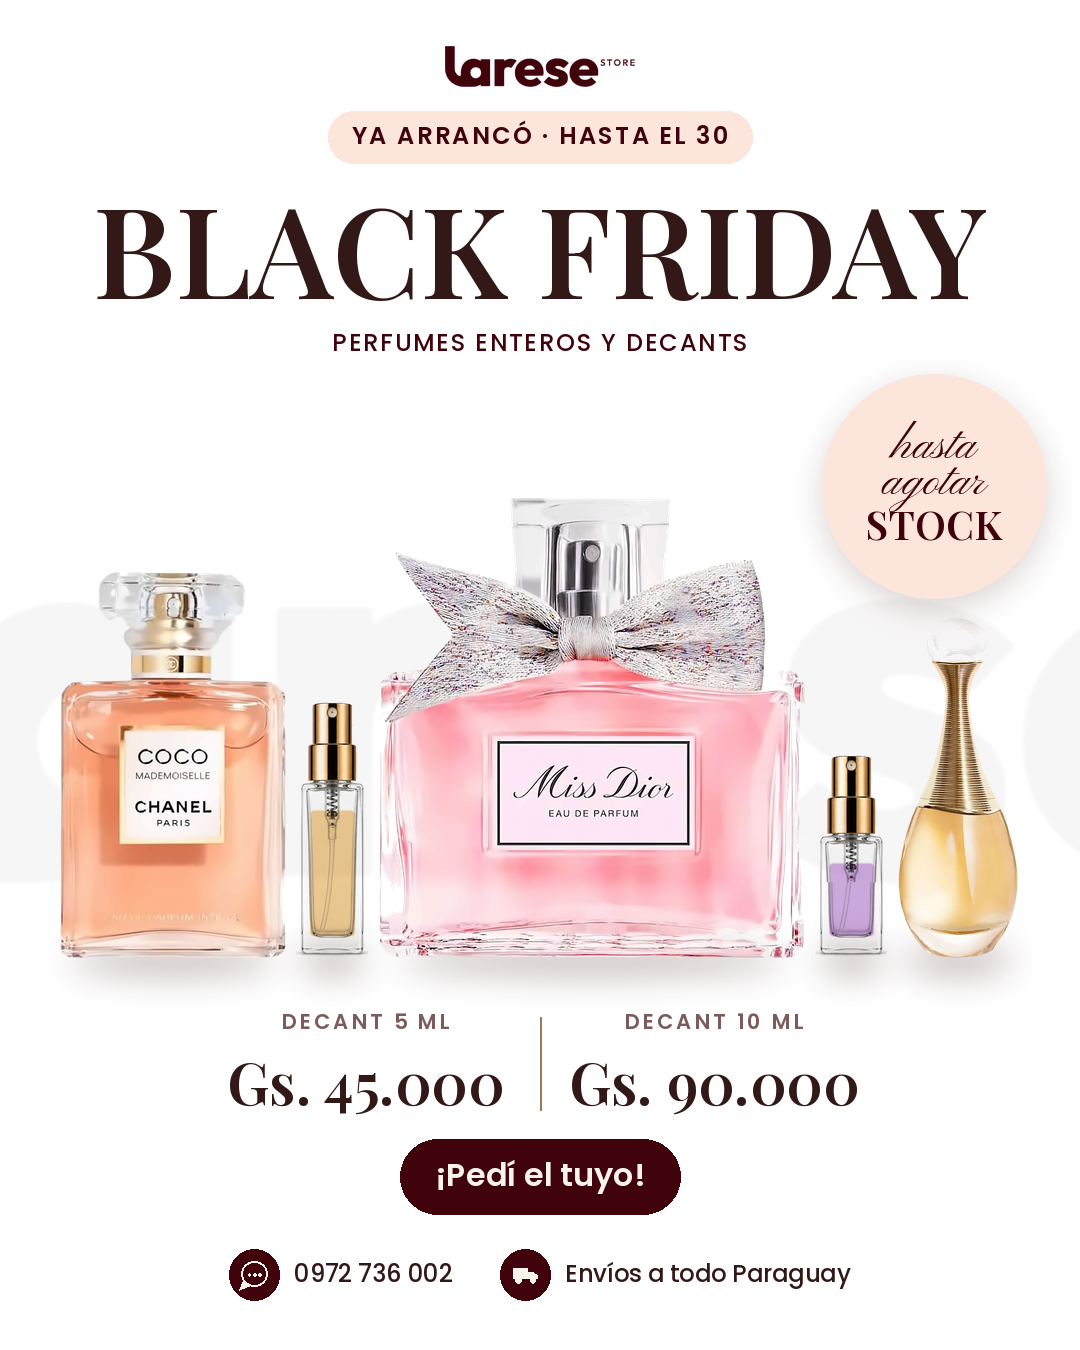 larese STORE
YA ARRANCÓ · HASTA EL 30
BLACK FRIDAY
PERFUMES ENTEROS Y DECANTS
hasta
agotar
STOCK
COCO
MADEMOISELLE
CHANEL
PARIS
Miss Dior
EAU DE PARFUM
DECANT 5 ML
Gs. 45.000
DECANT 10 ML
Gs. 90.000
¡Pedí el tuyo!
0972 736 002
Envíos a todo Paraguay